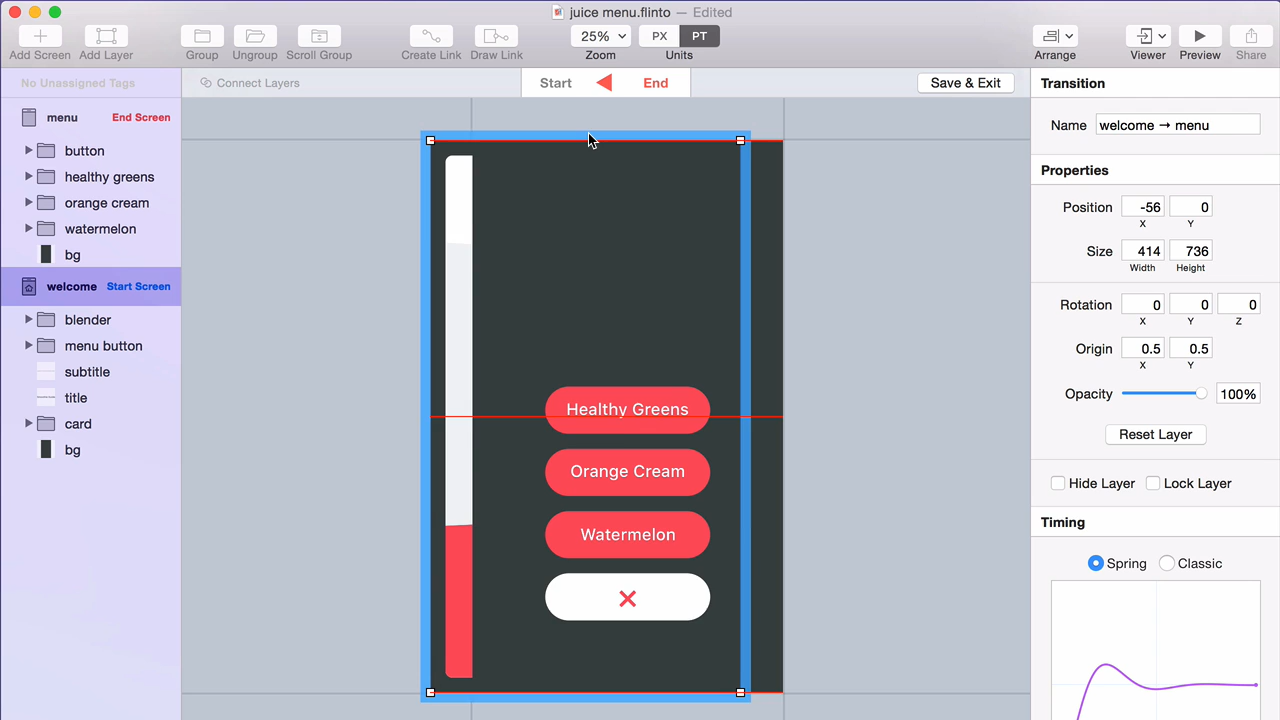 juice menu.flinto — Edited
25%
PX PT
Add Screen Add Layer Group Ungroup Scroll Group Create Link Draw Link Zoom Units Arrange Viewer Preview Share
No Unassigned Tags
Connect Layers
Start End
Save & Exit
Transition
menu End Screen
Name welcome → menu
button
healthy greens
orange cream
watermelon
bg
welcome Start Screen
blender
menu button
subtitle
title
card
bg
Healthy Greens
Orange Cream
Watermelon
Properties
Position -56 0
X Y
Size 414 736
Width Height
Rotation 0 0 0
X Y Z
Origin 0.5 0.5
X Y
Opacity 100%
Reset Layer
Hide Layer Lock Layer
Timing
Spring Classic